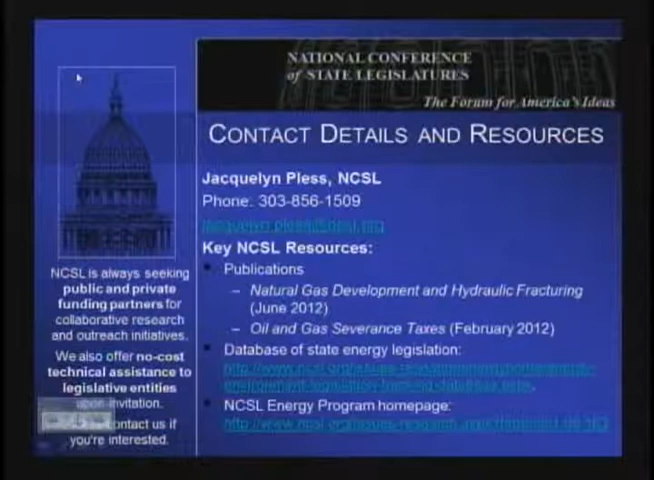 NATIONAL CONFERENCE
of STATE LEGISLATURES
The Forum for America's Ideas
CONTACT DETAILS AND RESOURCES
Jacquelyn Pless, NCSL
Phone: 303-856-1509
jacquelyn.pless@ncsl.org
Key NCSL Resources:
Publications
– Natural Gas Development and Hydraulic Fracturing
(June 2012)
– Oil and Gas Severance Taxes (February 2012)
Database of state energy legislation:
NCSL Energy Program homepage:
NCSL is always seeking
public and private
funding partners for
collaborative research
and outreach initiatives.
We also offer no-cost
technical assistance to
legislative entities
upon invitation.
contact us if
you're interested.